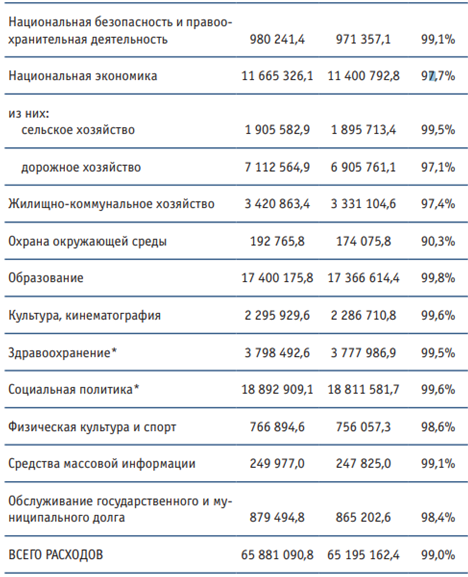 Национальная безопасность и правоо-
хранительная деятельность 980 241,4 971 357,1 99,1%
Национальная экономика 11 665 326,1 11 400 792,8 97,7%
из них:
сельское хозяйство 1 905 582,9 1 895 713,4 99,5%
дорожное хозяйство 7 112 564,9 6 905 761,1 97,1%
Жилищно-коммунальное хозяйство 3 420 863,4 3 331 104,6 97,4%
Охрана окружающей среды 192 765,8 174 075,8 90,3%
Образование 17 400 175,8 17 366 614,4 99,8%
Культура, кинематография 2 295 929,6 2 286 710,8 99,6%
Здравоохранение* 3 798 492,6 3 777 986,9 99,5%
Социальная политика* 18 892 909,1 18 811 581,7 99,6%
Физическая культура и спорт 766 894,6 756 057,3 98,6%
Средства массовой информации 249 977,0 247 825,0 99,1%
Обслуживание государственного и му-
ниципального долга 879 494,8 865 202,6 98,4%
ВСЕГО РАСХОДОВ 65 881 090,8 65 195 162,4 99,0%